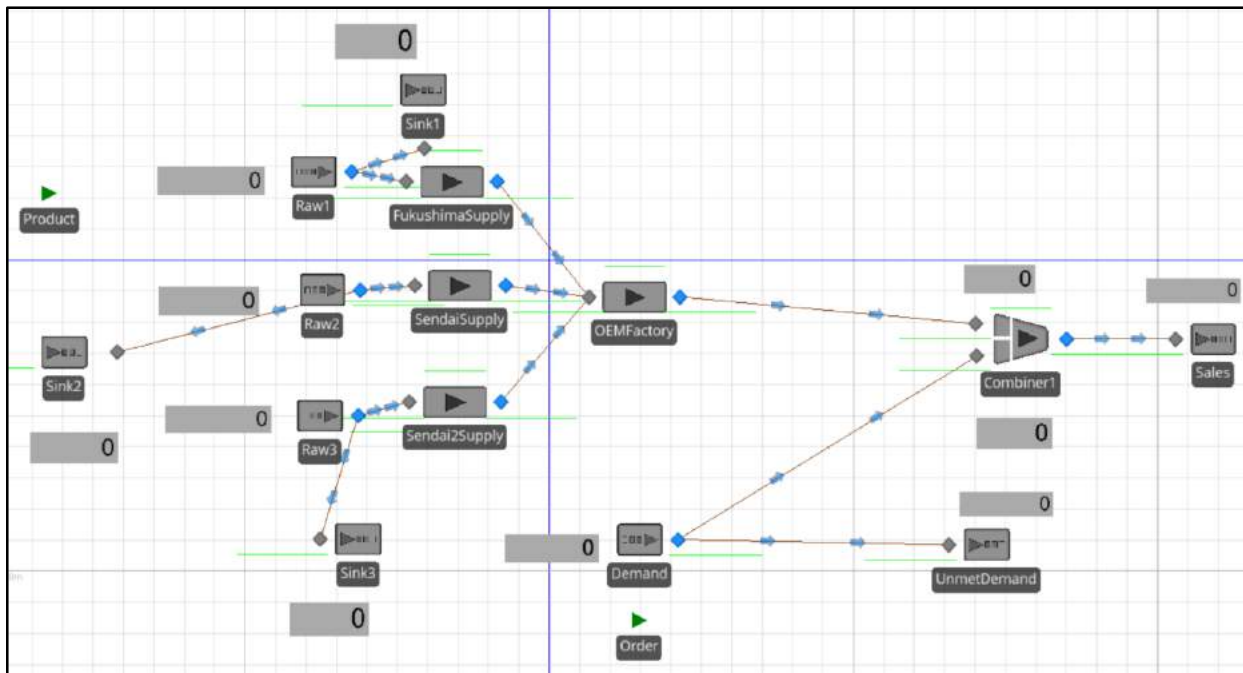 0
Sink1
0
Raw1
FukushimaSupply
Product
0
0
0
Raw2
SendaiSupply
OEMFactory
Sink2
Combiner1
Sales
0
0
Raw3
Sendai2Supply
0
0
0
Sink3
Demand
UnmetDemand
0
Order